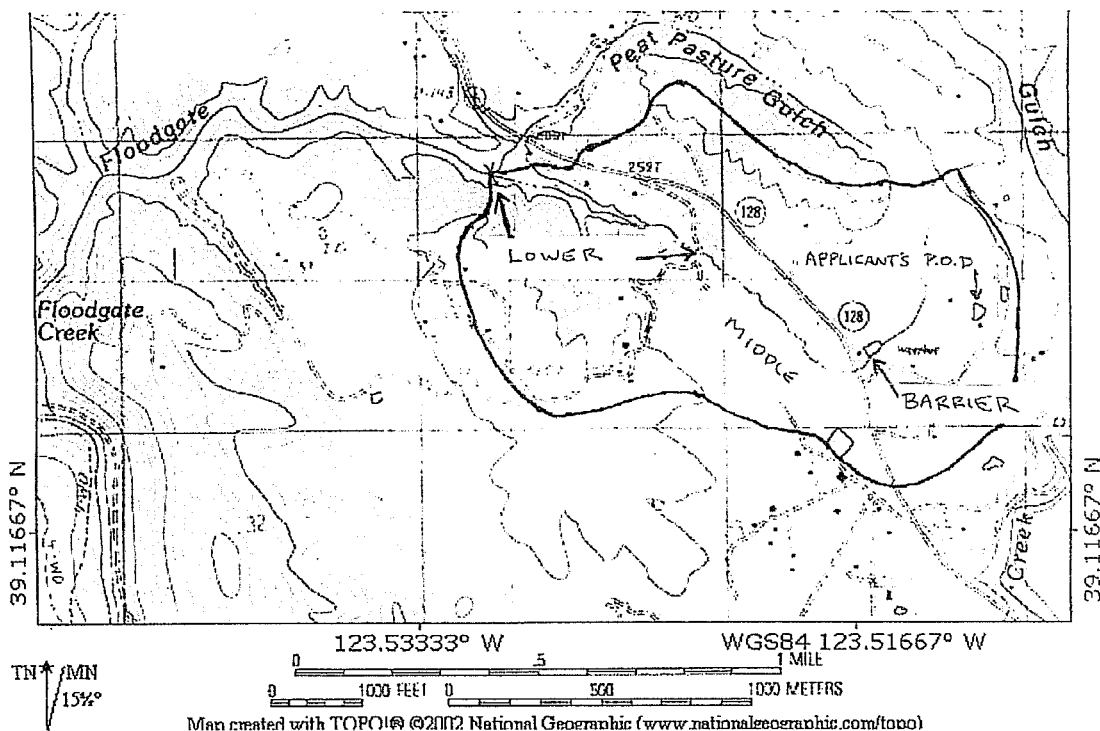 Peat Pasture Gulch
Gulch
Floodgate
128
LOWER
APPLICANT'S P.O.D
Floodgate
Creek
128
MIDDLE
BARRIER
32
Creek
39.11667° N
39.11667° N
123.53333° W
WGS84 123.51667° W
TN
MN
15½°
0
.5
1 MILE
0
1000 FEET
0
500
1000 METERS
Map created with TOPO!® ©2002 National Geographic (www.nationalgeographic.com/topo)